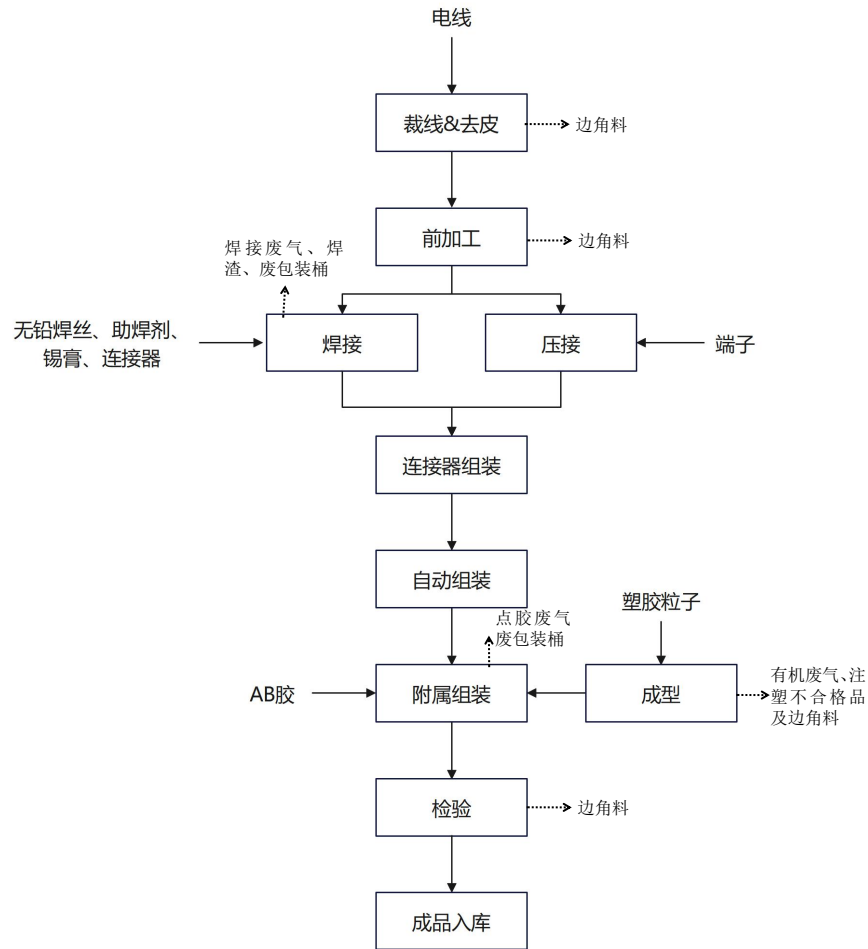 电线
裁线&去皮
边角料
前加工
边角料
焊接废气、焊
渣、废包装桶
无铅焊丝、助焊剂、
锡膏、连接器
焊接
压接
端子
连接器组装
自动组装
塑胶粒子
点胶废气
废包装桶
AB胶
附属组装
成型
有机废气、注
塑不合格品
及边角料
检验
边角料
成品入库